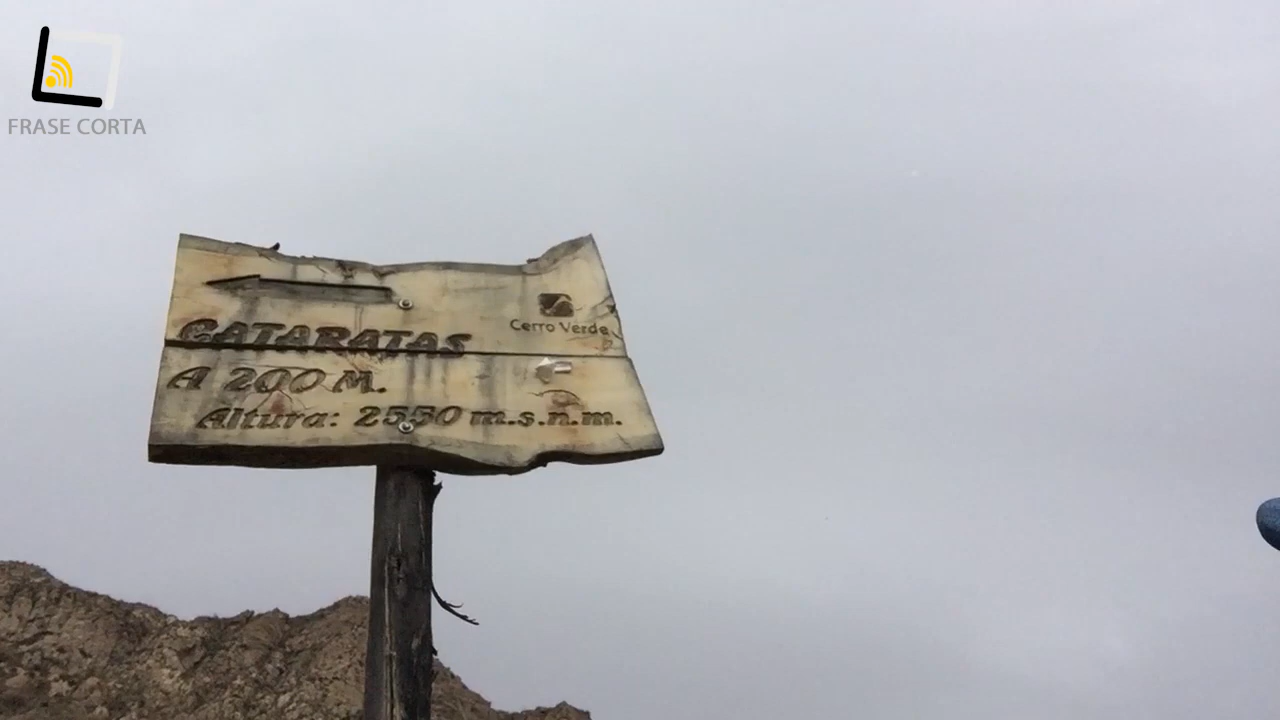 FRASE CORTA
Cerro Verde
CATARATAS
A 200 M.
Altura: 2550 m.s.n.m.